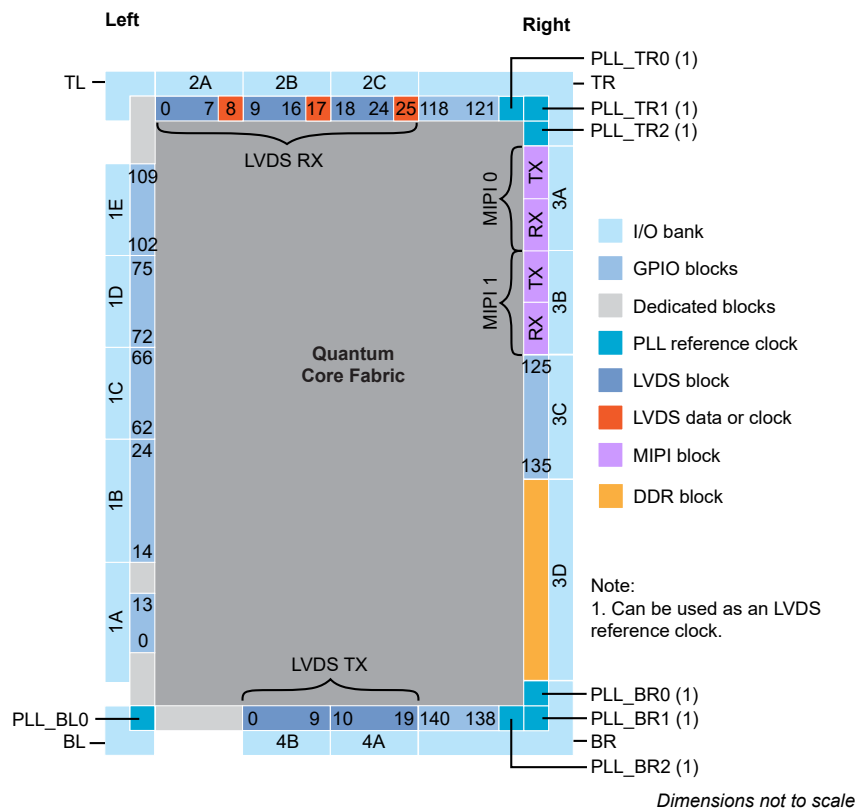 Left
Right
PLL_TR0 (1)
TL
2A
2B
2C
TR
0 7 8 9 16 17 18 24 25 118 121
PLL_TR1 (1)
PLL_TR2 (1)
LVDS RX
109
1E
102
75
1D
72
66
1C
62
24
1B
14
13
1A
0
MIPI 0
TX
RX
3A
MIPI 1
TX
RX
3B
125
3C
135
3D
Quantum
Core Fabric
I/O bank
GPIO blocks
Dedicated blocks
PLL reference clock
LVDS block
LVDS data or clock
MIPI block
DDR block
Note:
1. Can be used as an LVDS
reference clock.
LVDS TX
PLL_BR0 (1)
PLL_BL0
0 9 10 19 140 138
PLL_BR1 (1)
BL
4B
4A
BR
PLL_BR2 (1)
Dimensions not to scale